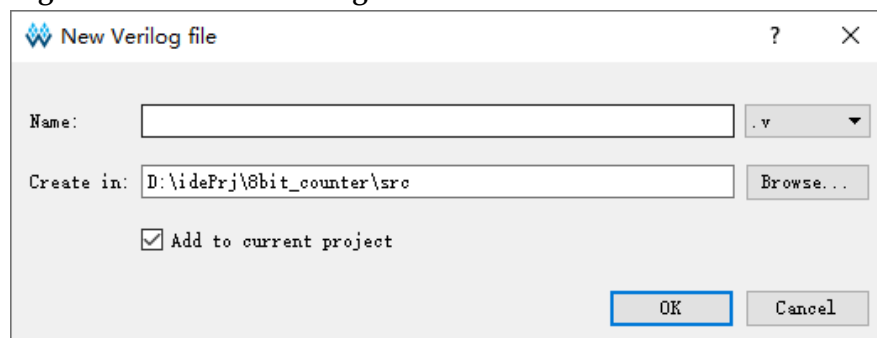 New Verilog file ?
Name: .v
Create in: D:\idePrj\8bit_counter\src Browse...
Add to current project
OK Cancel